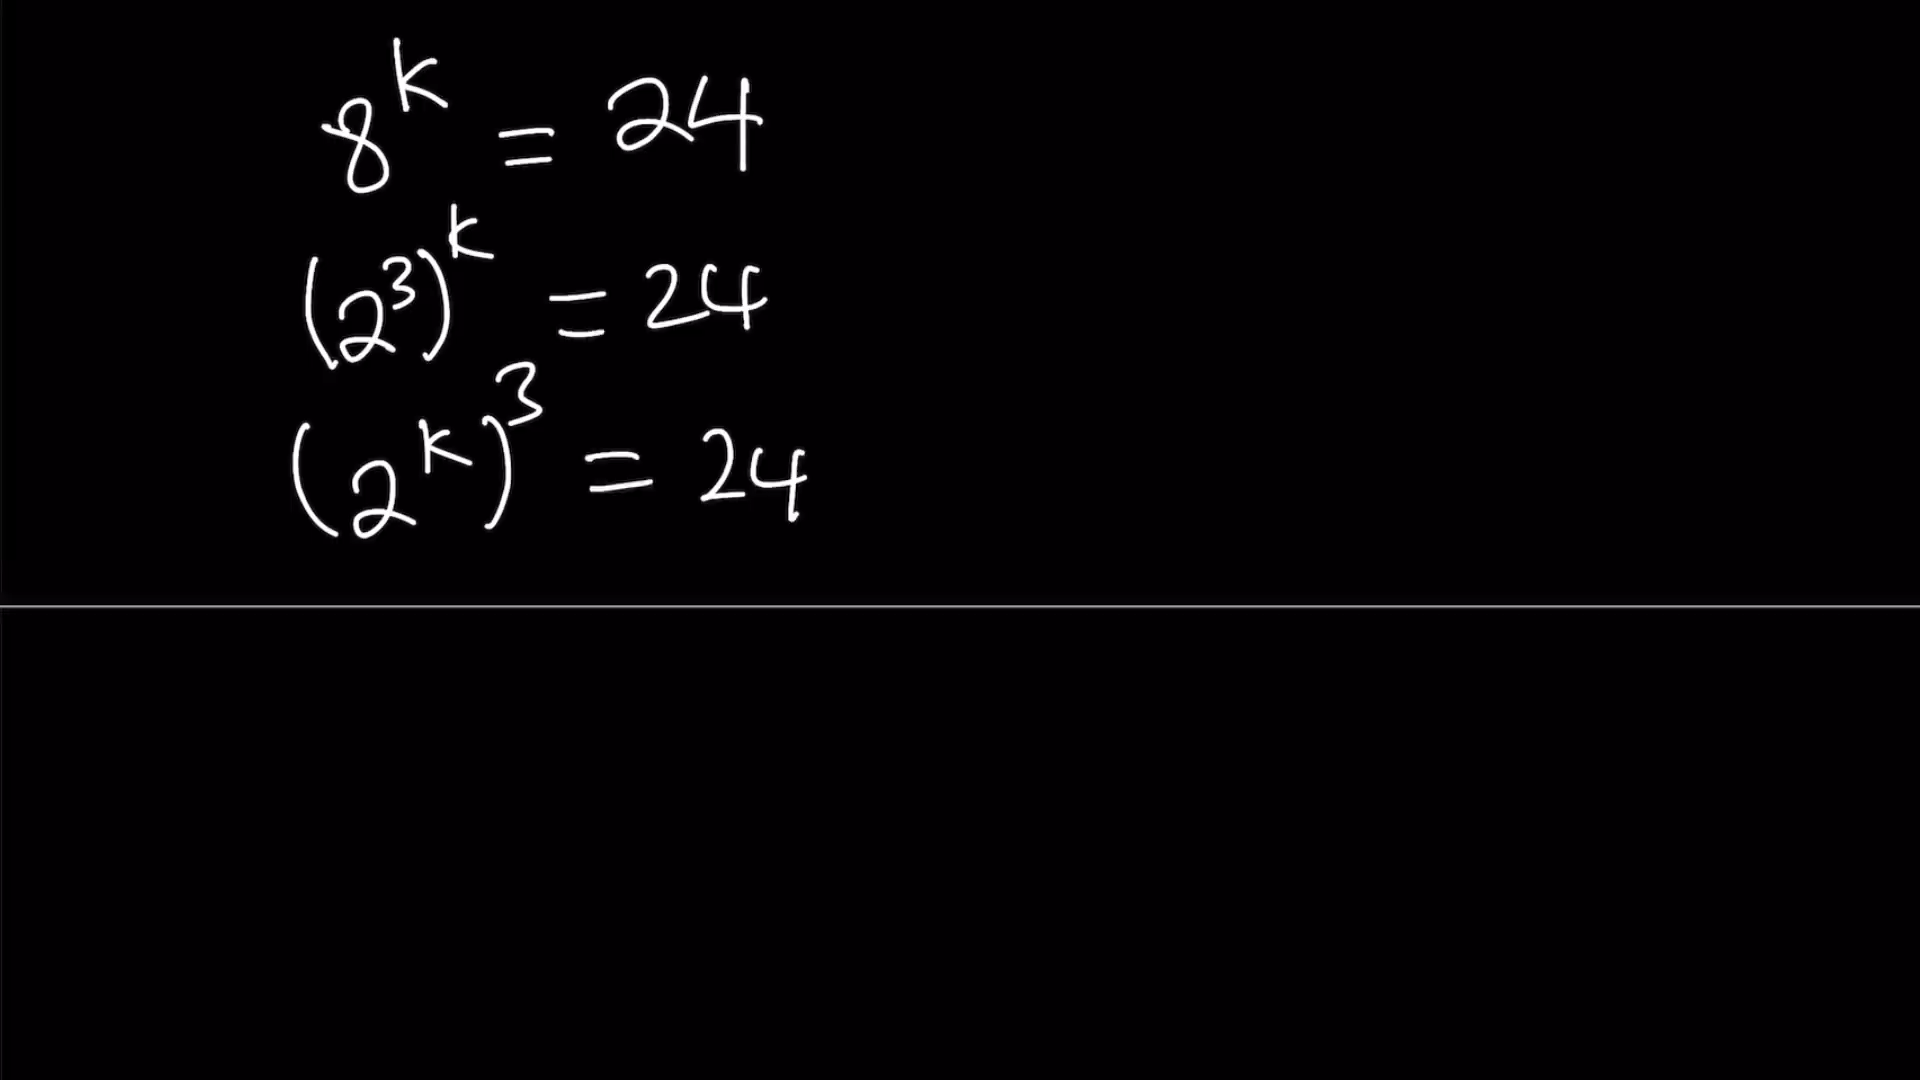 8^k = 24
(2^3)^k = 24
(2^k)^3 = 24